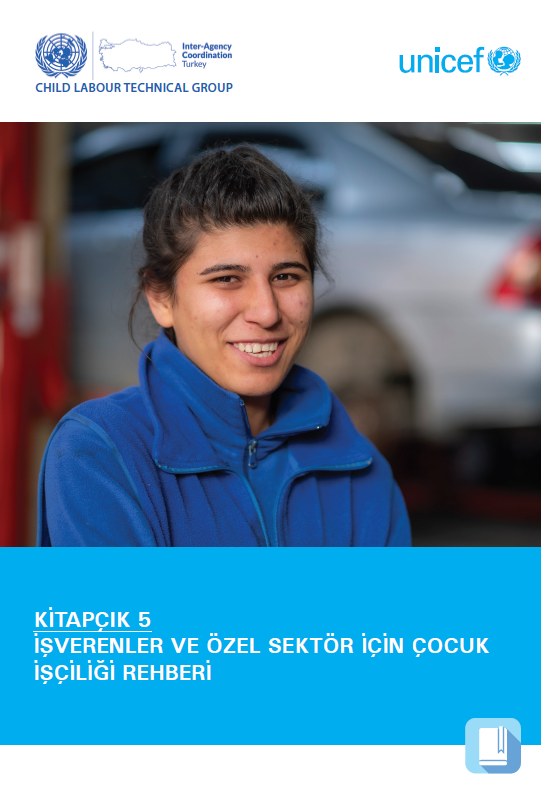 Inter-Agency
Coordination
Turkey
CHILD LABOUR TECHNICAL GROUP
unicef
KİTAPÇIK 5
İŞVERENLER VE ÖZEL SEKTÖR İÇİN ÇOCUK
İŞÇİLİĞİ REHBERİ